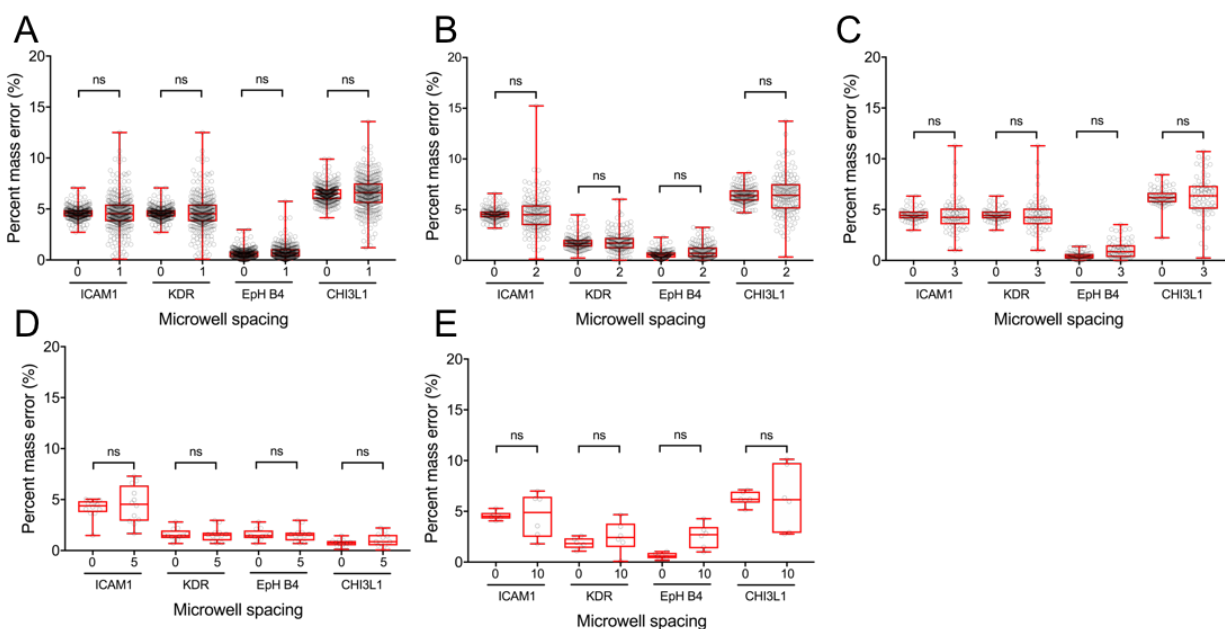 A
Percent mass error (%)
20
15
10
5
0
ns ns ns ns
0 1 0 1 0 1 0 1
ICAM1 KDR EpH B4 CHI3L1
Microwell spacing
B
Percent mass error (%)
20
15
10
5
0
ns ns ns ns
0 2 0 2 0 2 0 2
ICAM1 KDR EpH B4 CHI3L1
Microwell spacing
C
Percent mass error (%)
20
15
10
5
0
ns ns ns ns
0 3 0 3 0 3 0 3
ICAM1 KDR EpH B4 CHI3L1
Microwell spacing
D
Percent mass error (%)
20
15
10
5
0
ns ns ns ns
0 5 0 5 0 5 0 5
ICAM1 KDR EpH B4 CHI3L1
Microwell spacing
E
Percent mass error (%)
20
15
10
5
0
ns ns ns ns
0 10 0 10 0 10 0 10
ICAM1 KDR EpH B4 CHI3L1
Microwell spacing